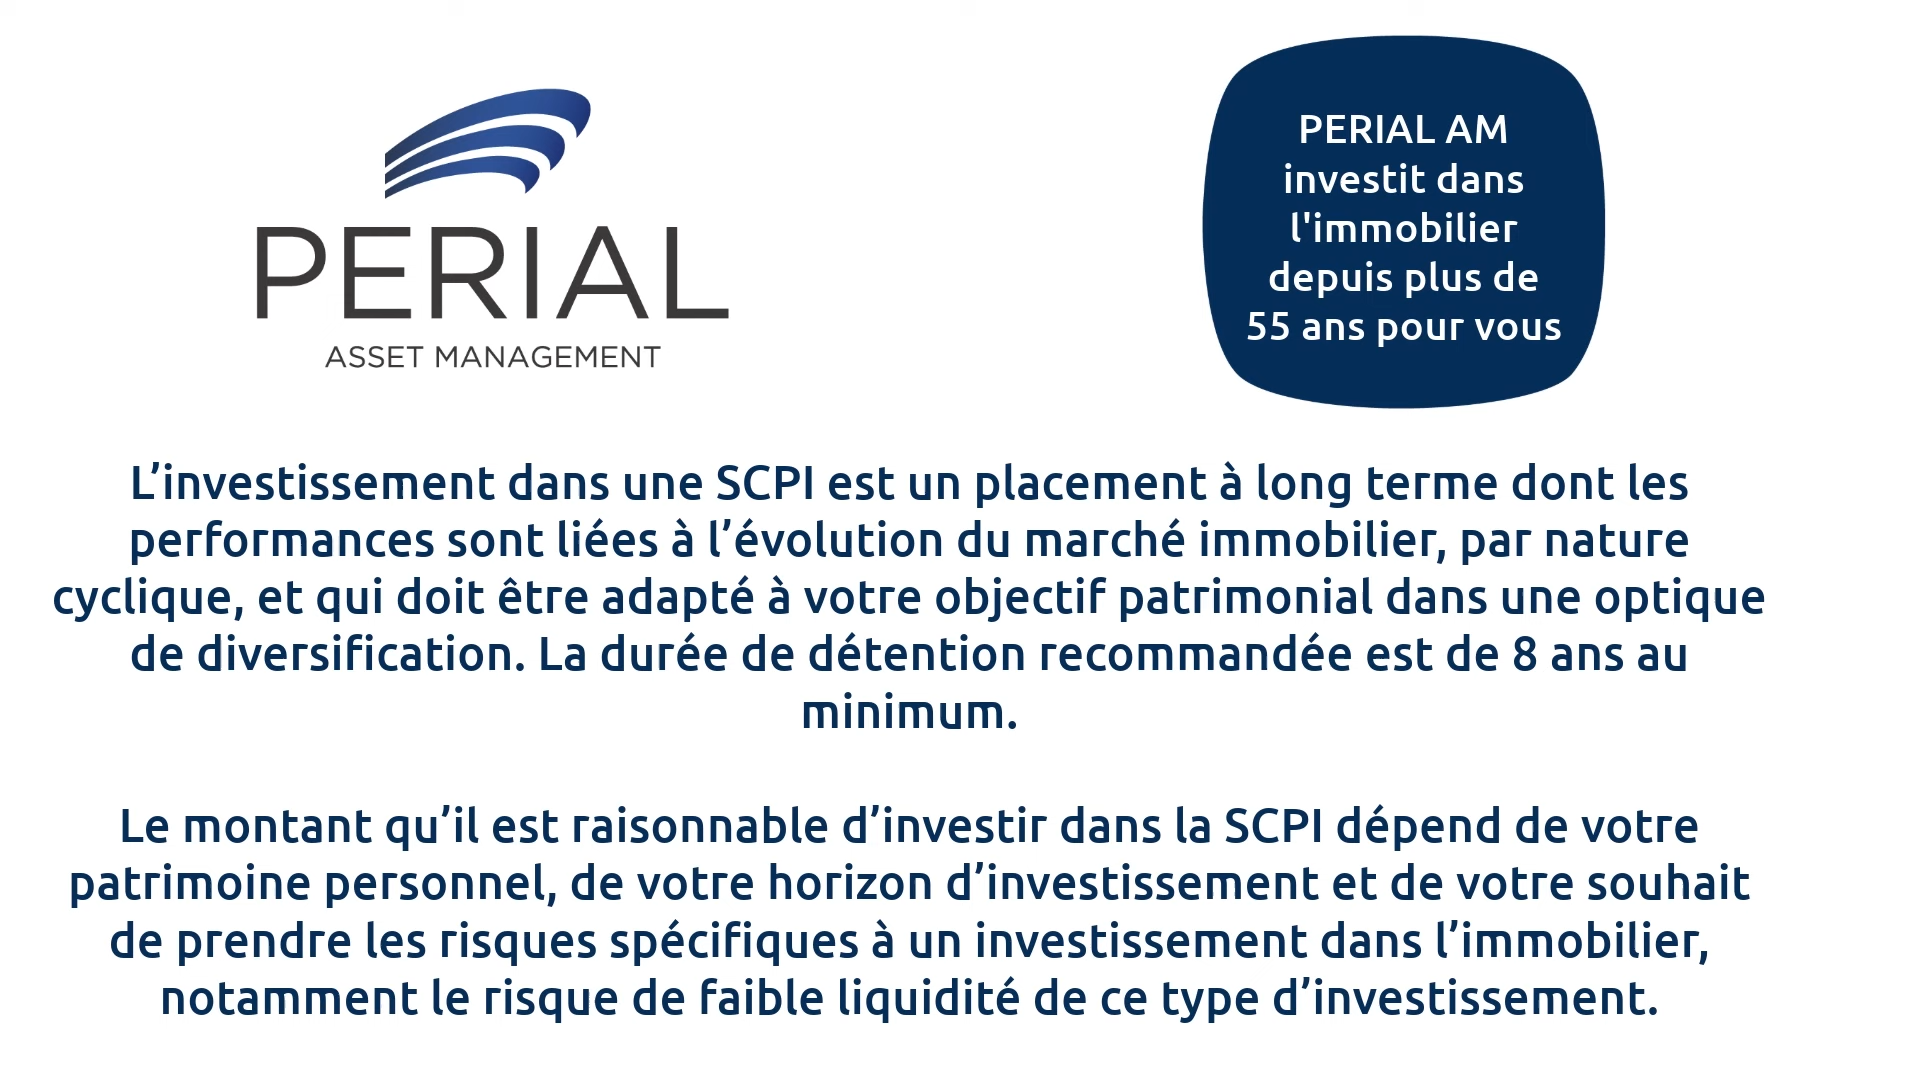 PERIAL
ASSET MANAGEMENT
PERIAL AM
investit dans
l'immobilier
depuis plus de
55 ans pour vous
L’investissement dans une SCPI est un placement à long terme dont les
performances sont liées à l’évolution du marché immobilier, par nature
cyclique, et qui doit être adapté à votre objectif patrimonial dans une optique
de diversification. La durée de détention recommandée est de 8 ans au
minimum.
Le montant qu’il est raisonnable d’investir dans la SCPI dépend de votre
patrimoine personnel, de votre horizon d’investissement et de votre souhait
de prendre les risques spécifiques à un investissement dans l’immobilier,
notamment le risque de faible liquidité de ce type d’investissement.